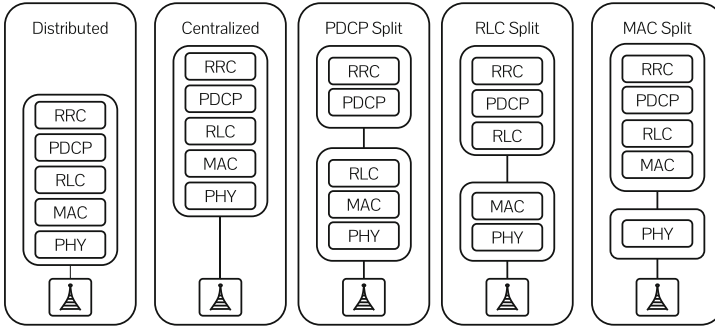 Distributed
RRC
PDCP
RLC
MAC
PHY
Centralized
RRC
PDCP
RLC
MAC
PHY
PDCP Split
RRC
PDCP
RLC
MAC
PHY
RLC Split
RRC
PDCP
RLC
MAC
PHY
MAC Split
RRC
PDCP
RLC
MAC
PHY